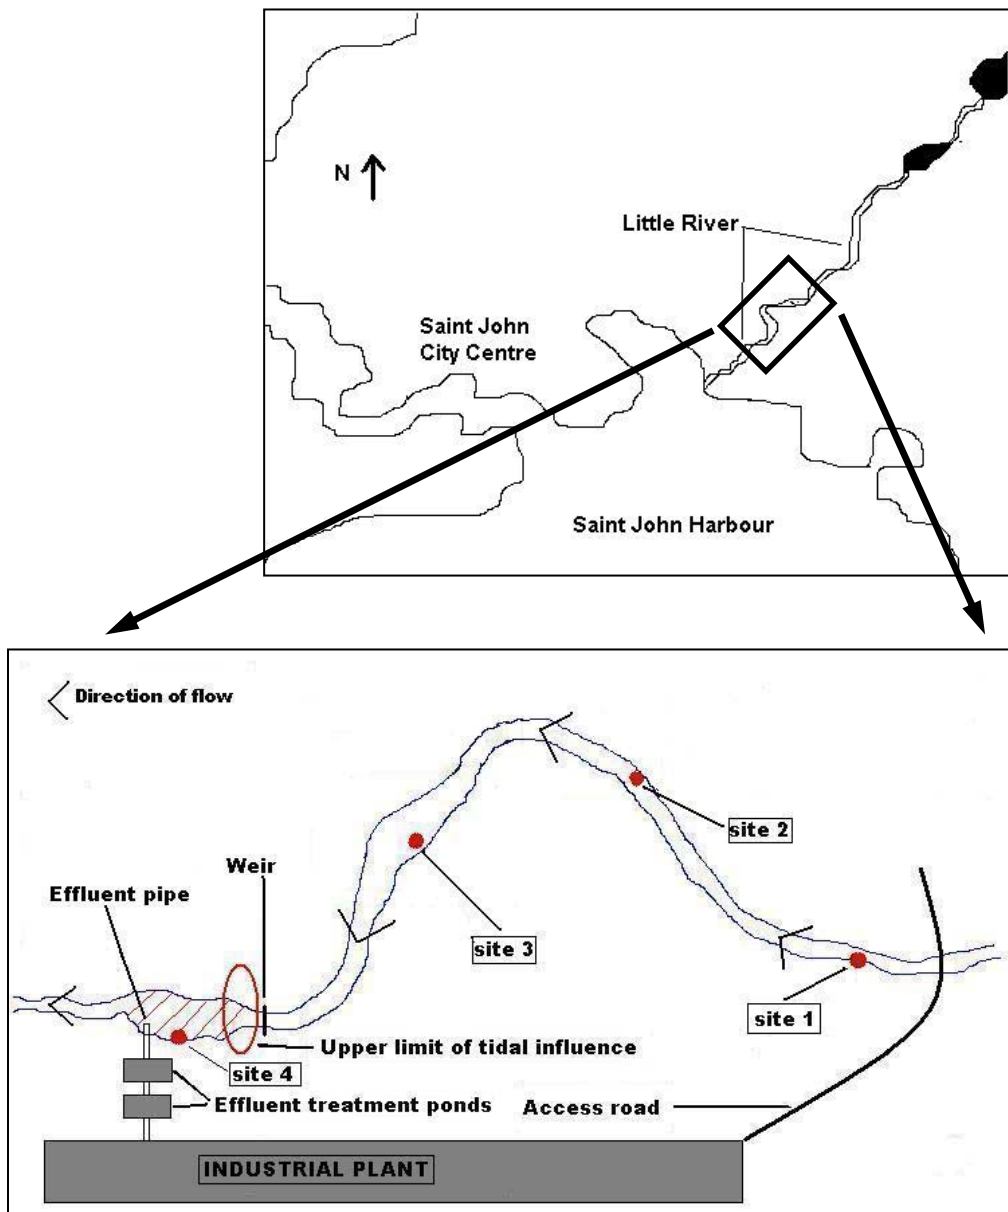 N
Little River
Saint John
City Centre
Saint John Harbour
Direction of flow
site 2
Weir
Effluent pipe
site 3
site 1
Upper limit of tidal influence
site 4
Effluent treatment ponds
Access road
INDUSTRIAL PLANT